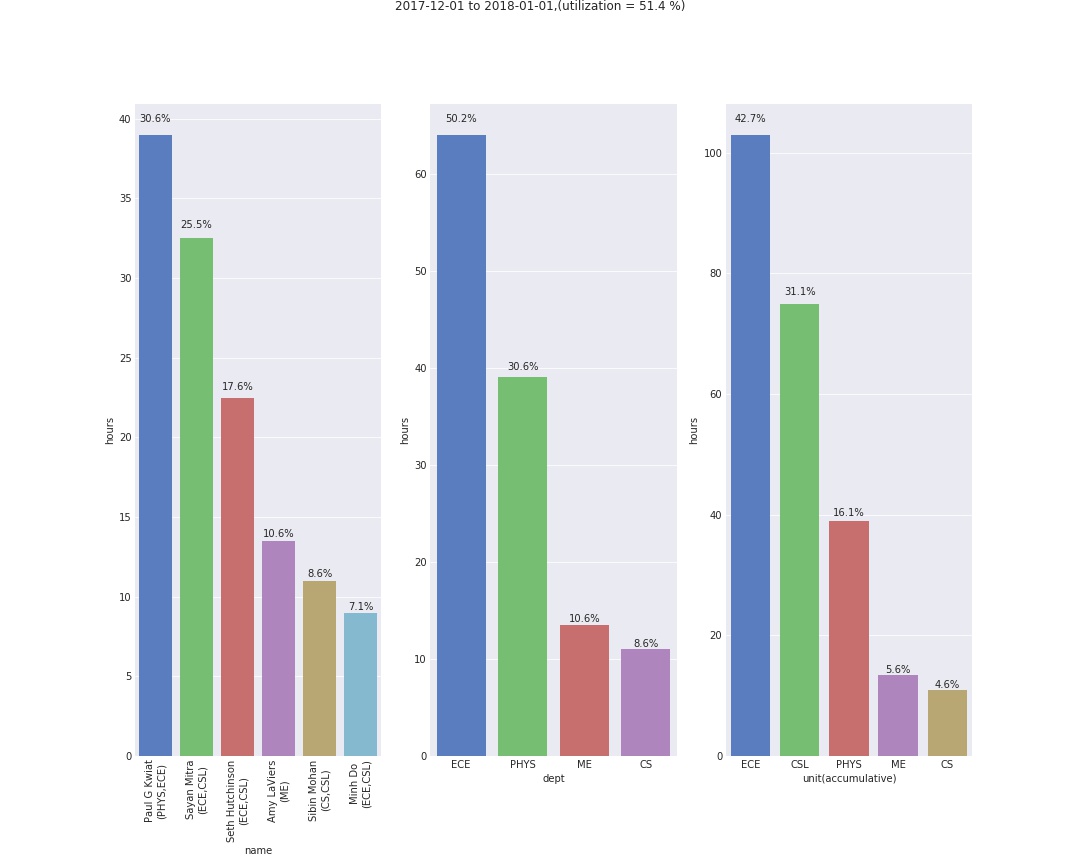 2017-12-01 to 2018-01-01,(utilization = 51.4 %)
hours
40
35
30
25
20
15
10
5
0
30.6%
25.5%
17.6%
10.6%
8.6%
7.1%
Paul G Kwiat
(PHYS,ECE)
Sayan Mitra
(ECE,CSL)
Seth Hutchinson
(ECE,CSL)
Amy LaViers
(ME)
Sibin Mohan
(CS,CSL)
Minh Do
(ECE,CSL)
name
hours
60
50
40
30
20
10
0
50.2%
30.6%
10.6%
8.6%
ECE PHYS ME CS
dept
hours
100
80
60
40
20
0
42.7%
31.1%
16.1%
5.6%
4.6%
ECE CSL PHYS ME CS
unit(accumulative)